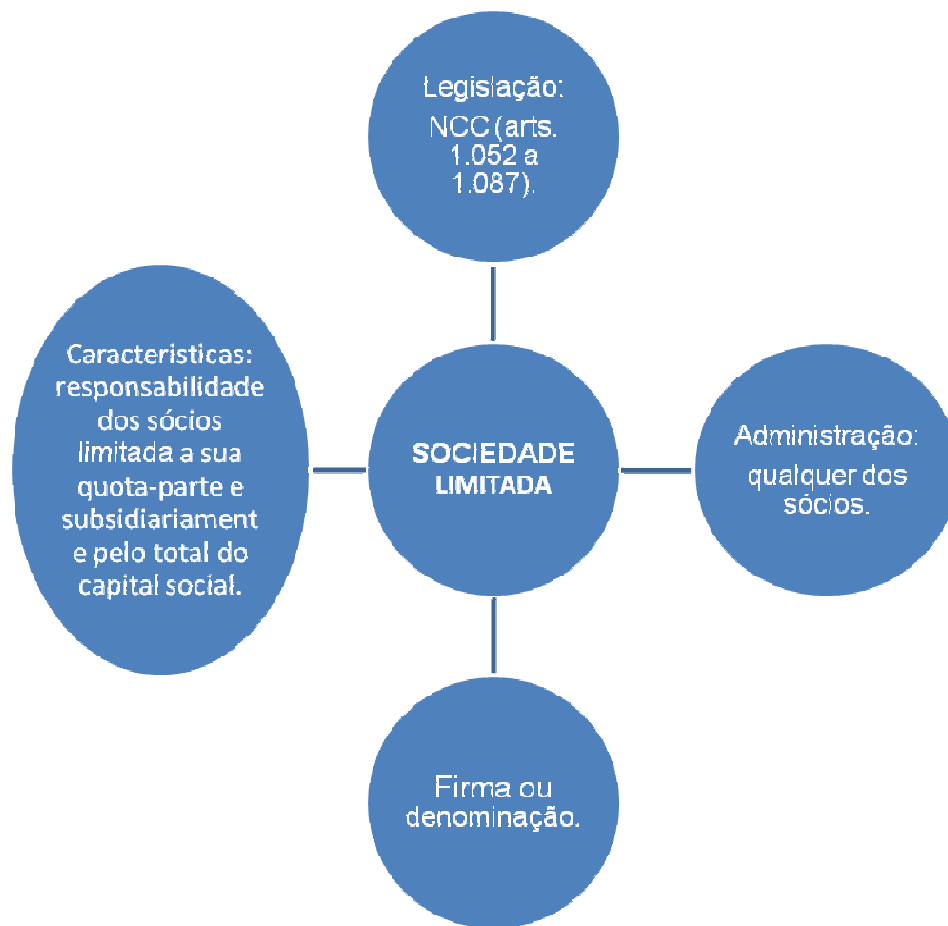 Legislação:
NCC (arts.
1.052 a
1.087).
Características:
responsabilidade
dos sócios
limitada a sua
quota-parte e
subsidiariament
e pelo total do
capital social.
SOCIEDADE
LIMITADA
Administração:
qualquer dos
sócios.
Firma ou
denominação.